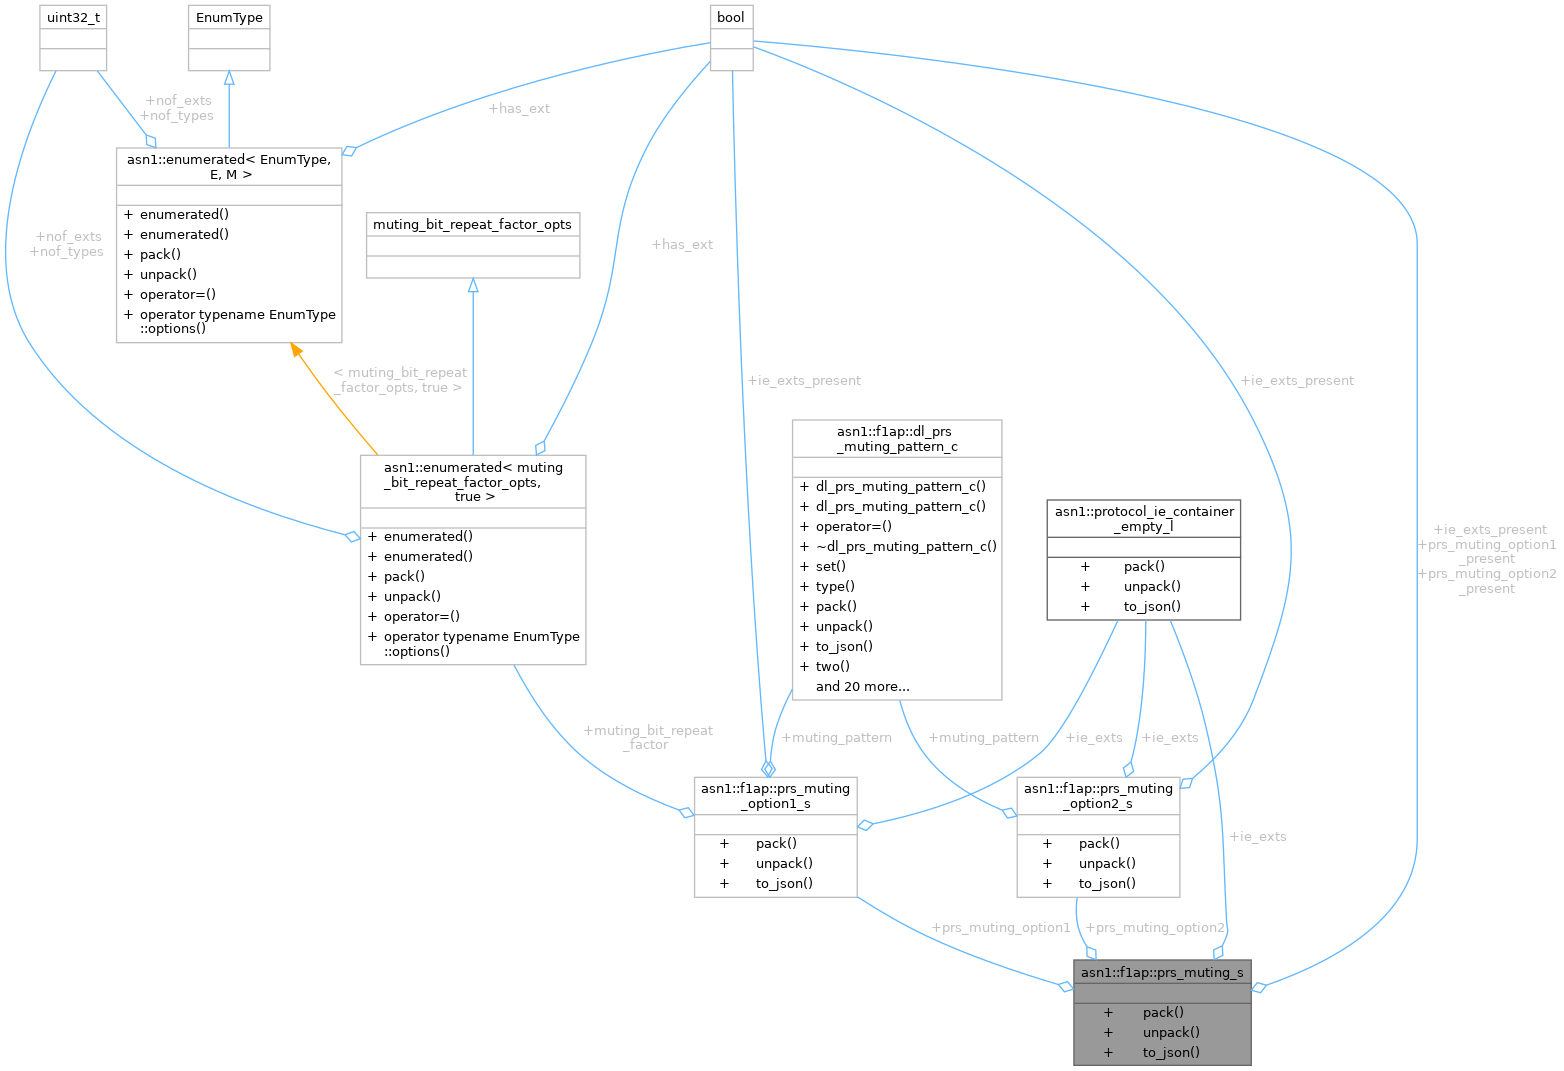 uint32_t
EnumType
bool
+nof_exts
+nof_types
+has_ext
asn1::enumerated< EnumType,
E, M >
+ enumerated()
+ enumerated()
+ pack()
+ unpack()
+ operator=()
+ operator typename EnumType
::options()
muting_bit_repeat_factor_opts
+nof_exts
+nof_types
+has_ext
< muting_bit_repeat
_factor_opts, true >
+ie_exts_present
+ie_exts_present
asn1::f1ap::dl_prs
_muting_pattern_c
+ dl_prs_muting_pattern_c()
+ dl_prs_muting_pattern_c()
+ operator=()
+ ~dl_prs_muting_pattern_c()
+ set()
+ type()
+ pack()
+ unpack()
+ to_json()
+ two()
and 20 more...
asn1::enumerated< muting
_bit_repeat_factor_opts,
true >
+ enumerated()
+ enumerated()
+ pack()
+ unpack()
+ operator=()
+ operator typename EnumType
::options()
asn1::protocol_ie_container
_empty_l
+ pack()
+ unpack()
+ to_json()
+ie_exts_present
+prs_muting_option1
_present
+prs_muting_option2
_present
+muting_bit_repeat
_factor
+muting_pattern
+muting_pattern
+ie_exts
+ie_exts
asn1::f1ap::prs_muting
_option1_s
+ pack()
+ unpack()
+ to_json()
asn1::f1ap::prs_muting
_option2_s
+ pack()
+ unpack()
+ to_json()
+ie_exts
+prs_muting_option1
+prs_muting_option2
asn1::f1ap::prs_muting_s
+ pack()
+ unpack()
+ to_json()